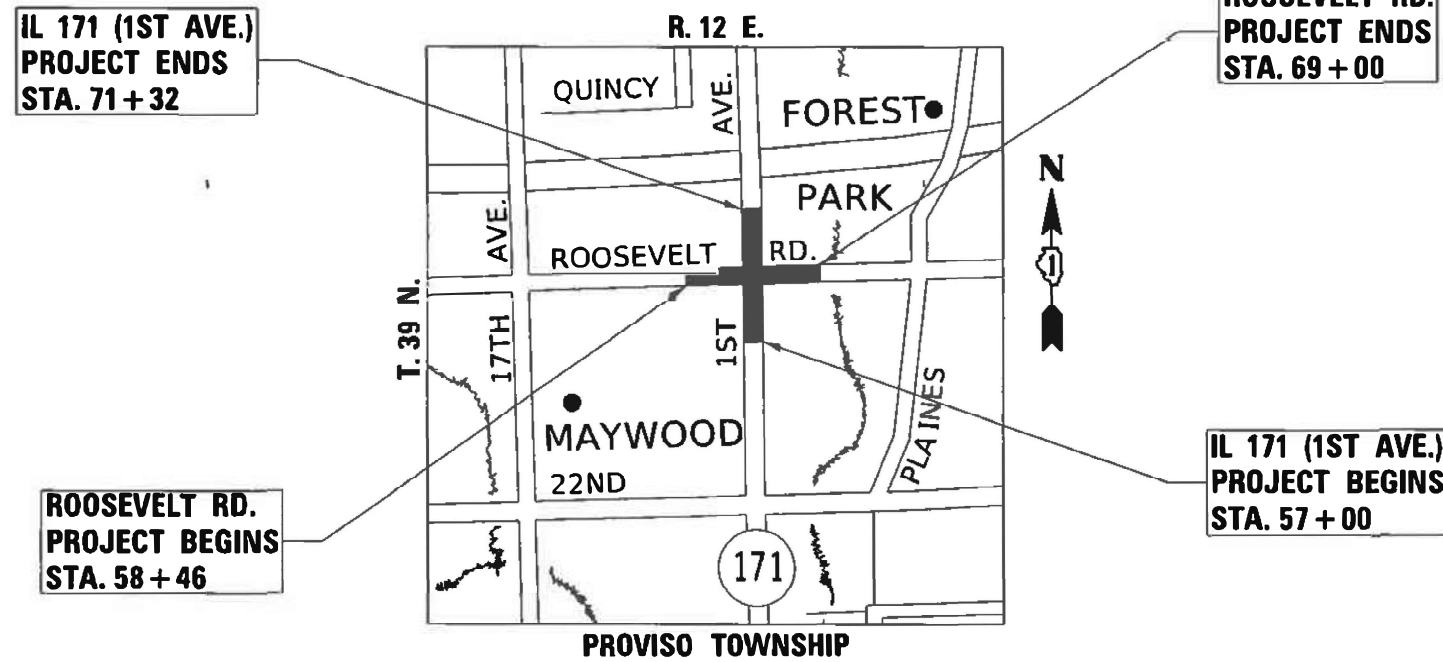 IL 171 (1ST AVE.)
PROJECT ENDS
STA. 71+32
R. 12 E.
ROOSEVELT RD.
PROJECT ENDS
STA. 69+00
QUINCY
AVE.
FOREST
PARK
N
1
AVE.
ROOSEVELT RD.
T. 39 N.
17TH
1ST
MAYWOOD
22ND
PLAINES
171
ROOSEVELT RD.
PROJECT BEGINS
STA. 58+46
IL 171 (1ST AVE.)
PROJECT BEGINS
STA. 57+00
PROVISO TOWNSHIP